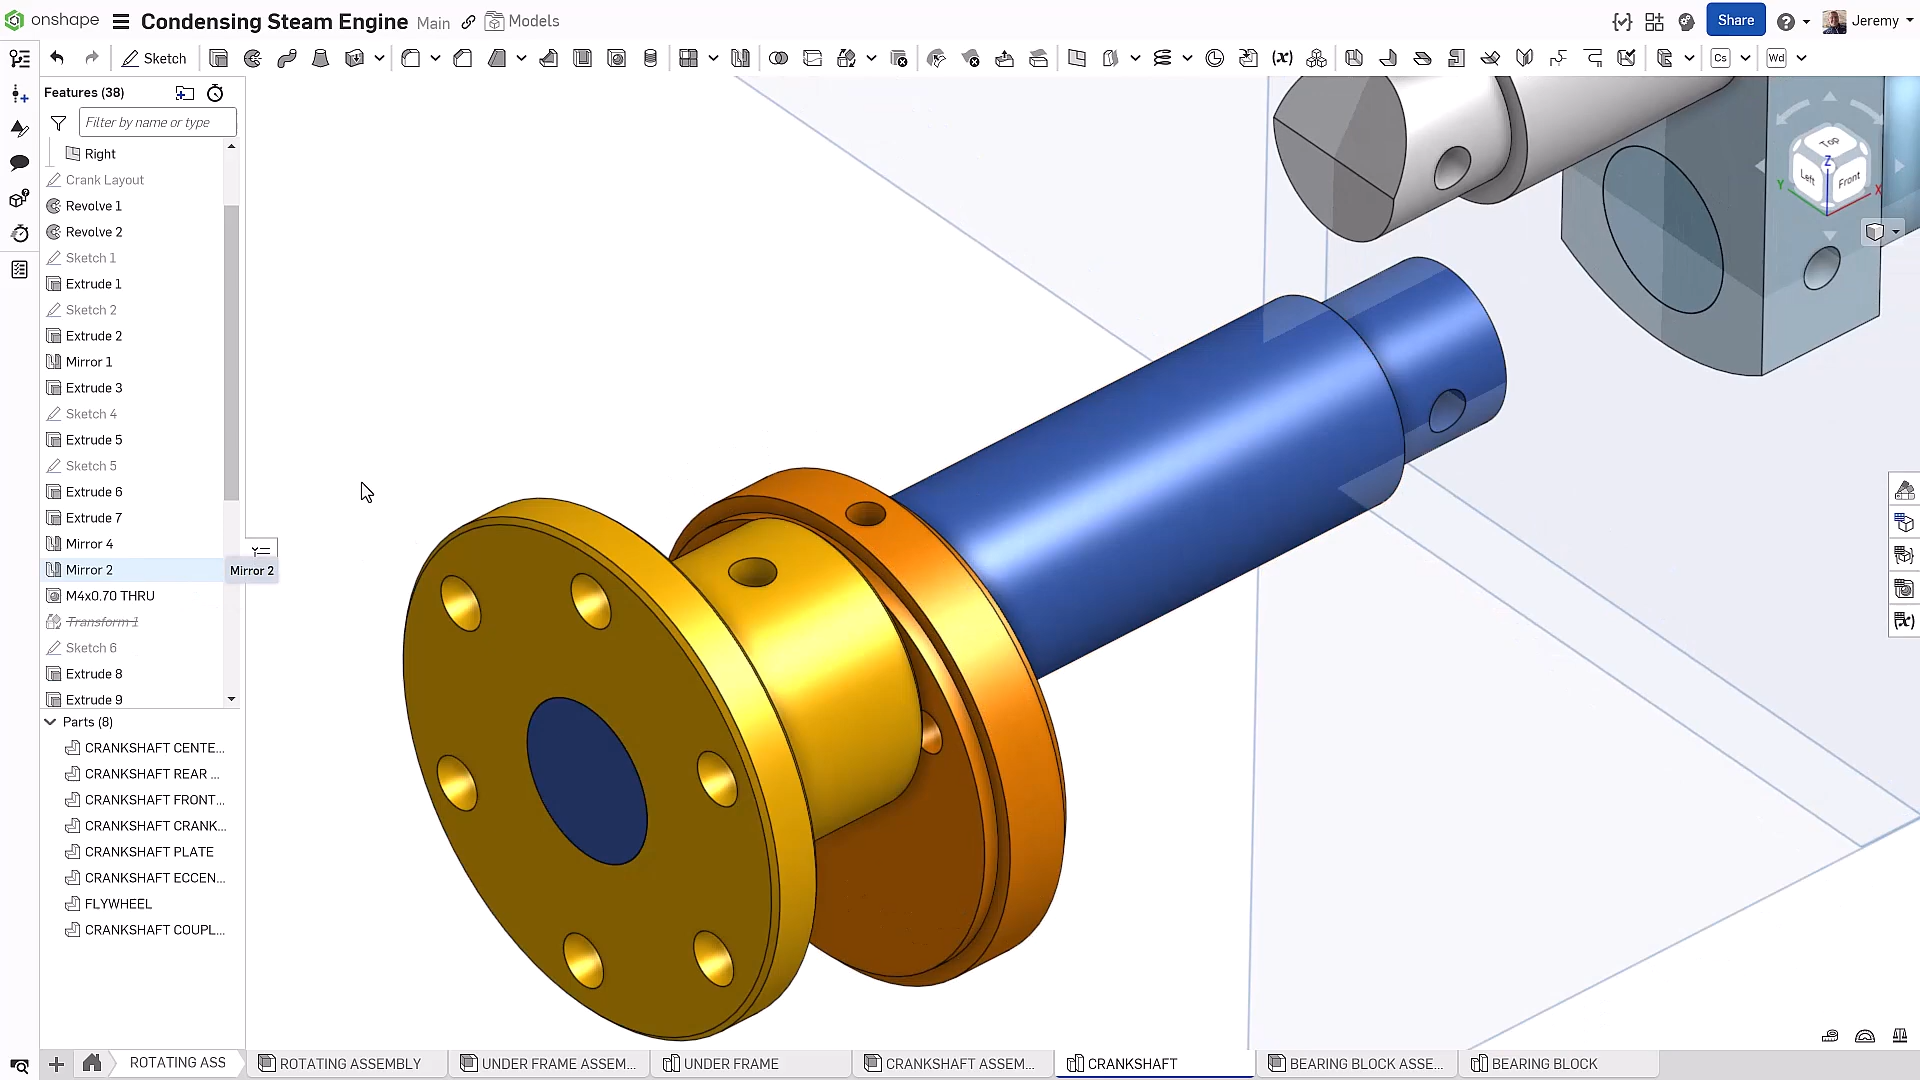 onshape
Condensing Steam Engine Main Models
Share
Jeremy
Sketch
Cs
Wd
Features (38)
Filter by name or type
Right
Crank Layout
Revolve 1
Revolve 2
Sketch 1
Extrude 1
Sketch 2
Extrude 2
Mirror 1
Extrude 3
Sketch 4
Extrude 5
Sketch 5
Extrude 6
Extrude 7
Mirror 4
Mirror 2
Mirror 2
M4x0.70 THRU
Transform 1
Sketch 6
Extrude 8
Extrude 9
Parts (8)
CRANKSHAFT CENTE...
CRANKSHAFT REAR ...
CRANKSHAFT FRONT...
CRANKSHAFT CRANK...
CRANKSHAFT PLATE
CRANKSHAFT ECCEN...
FLYWHEEL
CRANKSHAFT COUPL...
Top
Z
Left
Front
Y
X
ROTATING ASS
ROTATING ASSEMBLY
UNDER FRAME ASSEM...
UNDER FRAME
CRANKSHAFT ASSEM...
CRANKSHAFT
BEARING BLOCK ASSE...
BEARING BLOCK